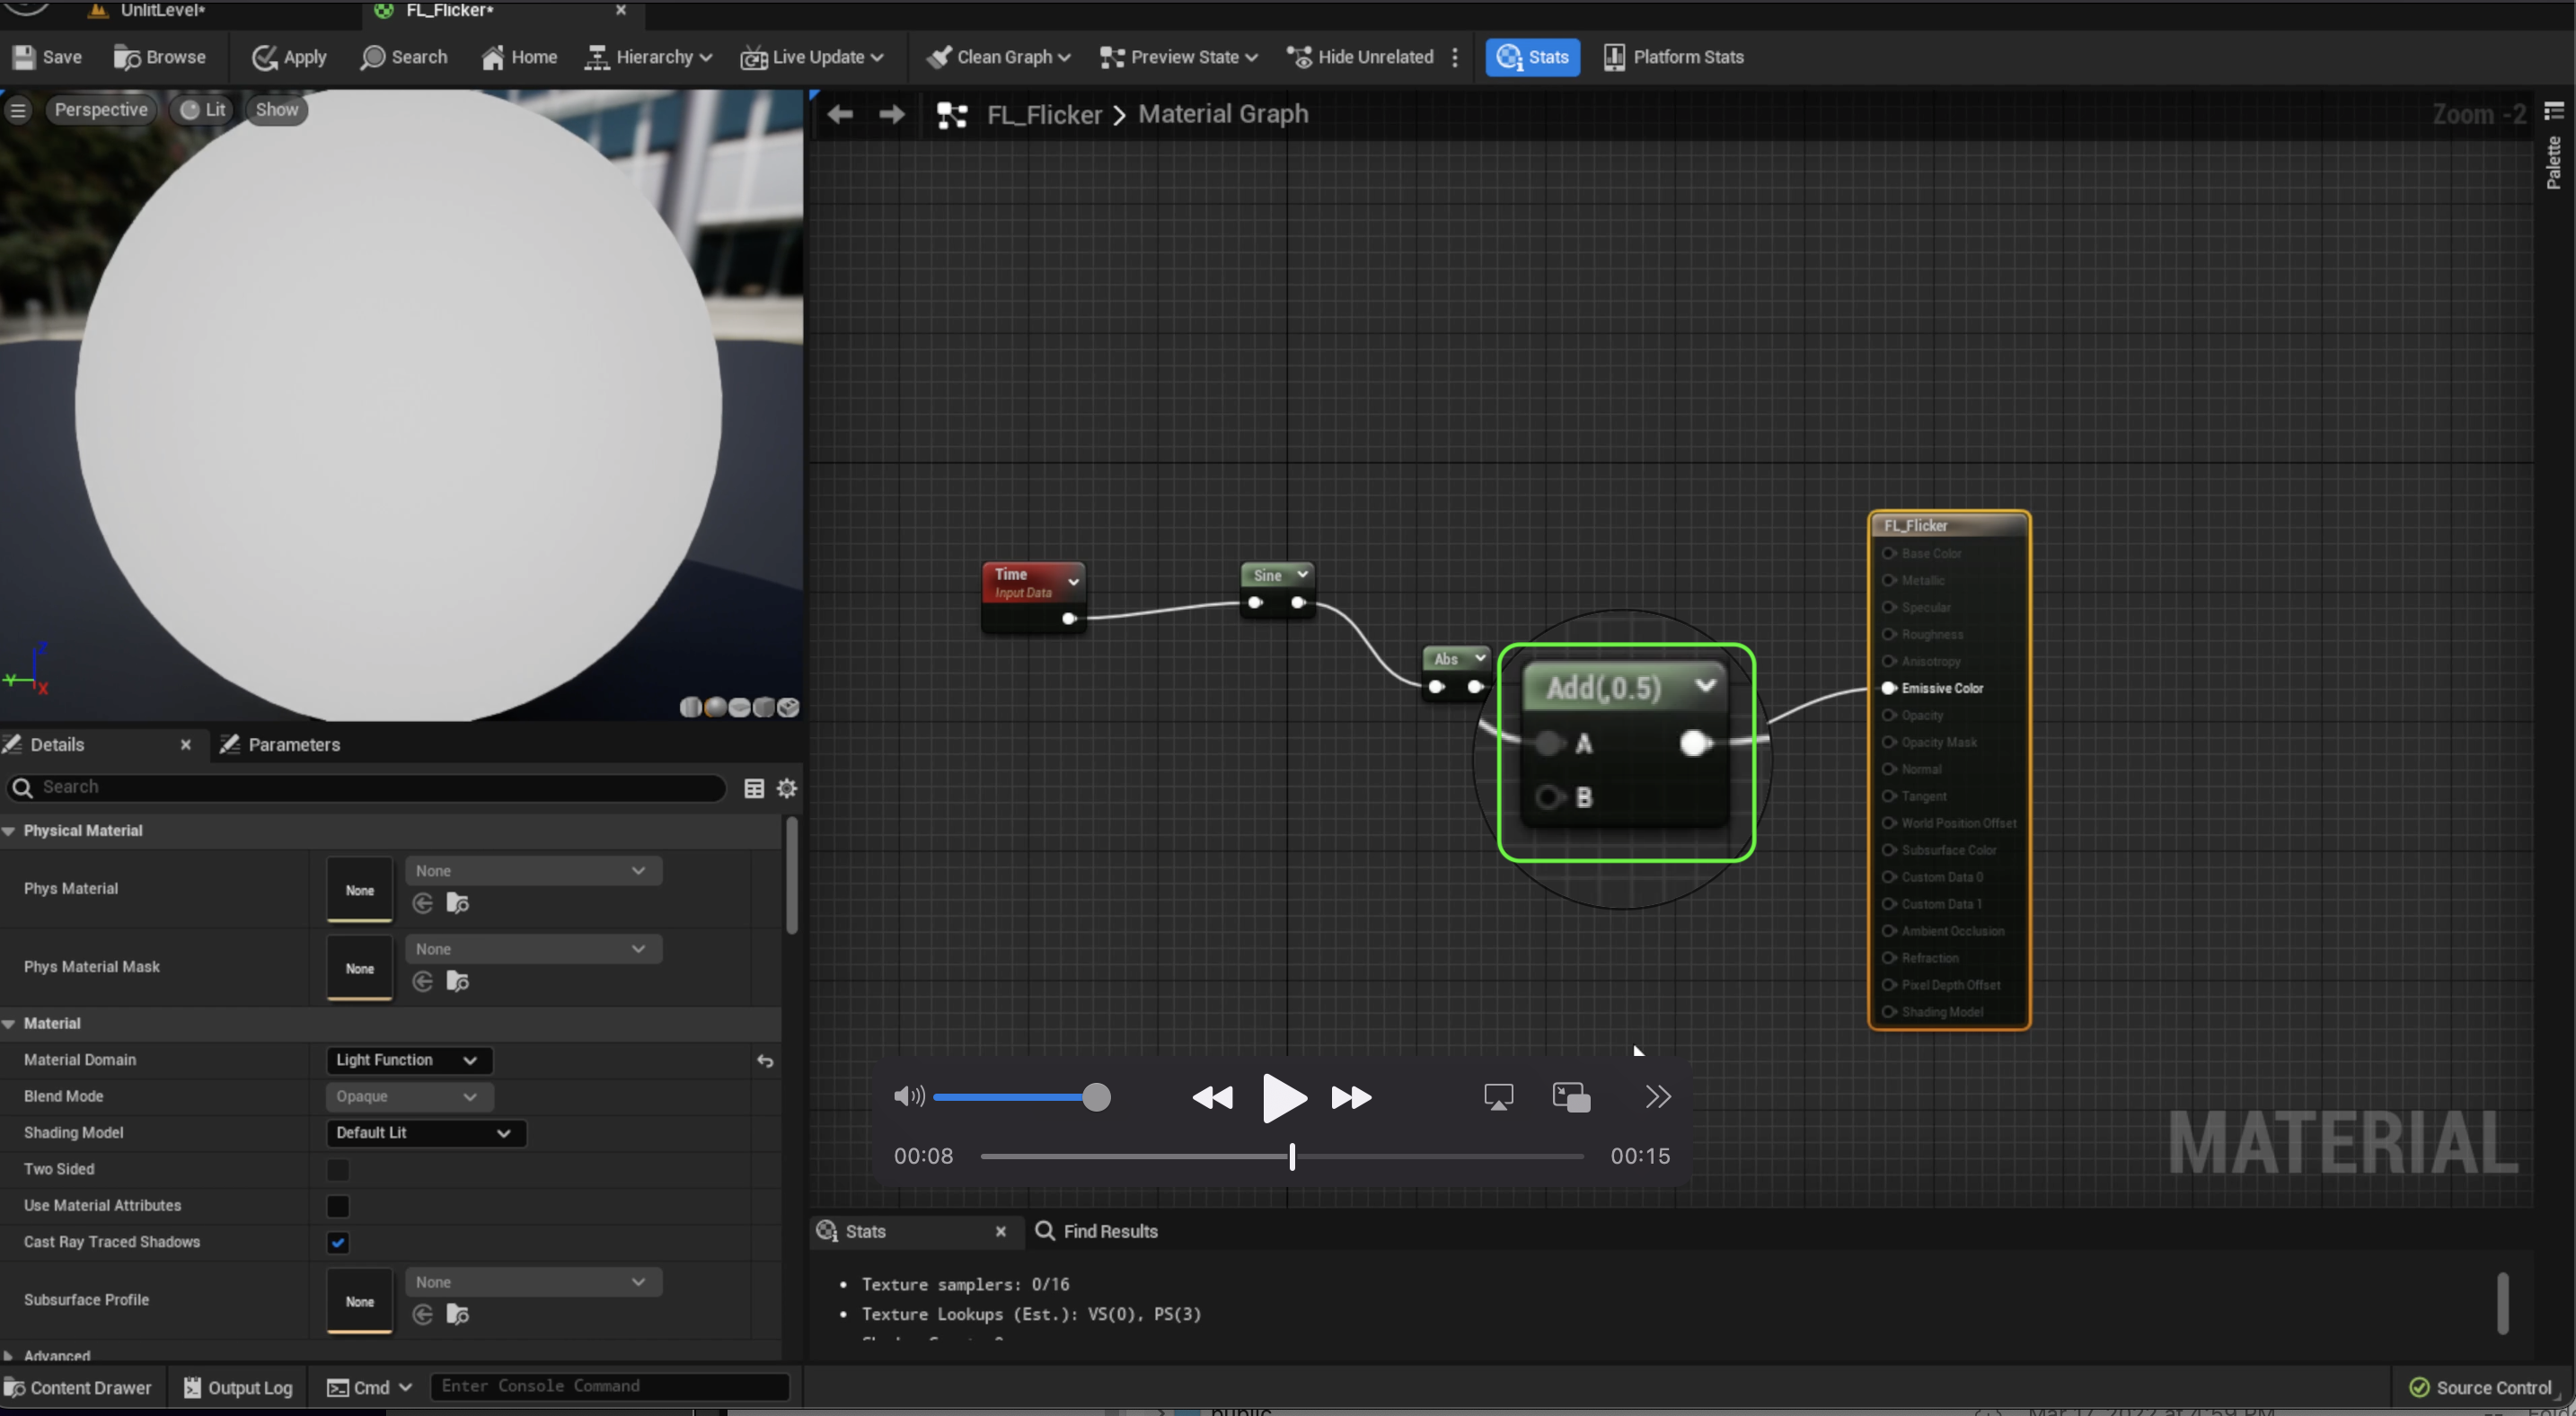 UnlitLevel*
FL_Flicker*
Save
Browse
Apply
Search
Home
Hierarchy
Live Update
Clean Graph
Preview State
Hide Unrelated
Stats
Platform Stats
Perspective
Lit
Show
FL_Flicker
Material Graph
Zoom -2
Palette
Time
Input Data
Sine
Abs
Add(,0.5)
A
B
FL_Flicker
Base Color
Metallic
Specular
Roughness
Anisotropy
Emissive Color
Opacity
Opacity Mask
Normal
Tangent
World Position Offset
Subsurface Color
Custom Data 0
Custom Data 1
Ambient Occlusion
Refraction
Pixel Depth Offset
Shading Model
Z
Y
X
Details
Parameters
Search
Physical Material
Phys Material
None
None
Phys Material Mask
None
None
Material
Material Domain
Light Function
Blend Mode
Opaque
Shading Model
Default Lit
Two Sided
Use Material Attributes
Cast Ray Traced Shadows
Subsurface Profile
None
None
Advanced
00:08
00:15
MATERIAL
Stats
Find Results
Texture samplers: 0/16
Texture Lookups (Est.): VS(0), PS(3)
Content Drawer
Output Log
Cmd
Enter Console Command
Source Control
public